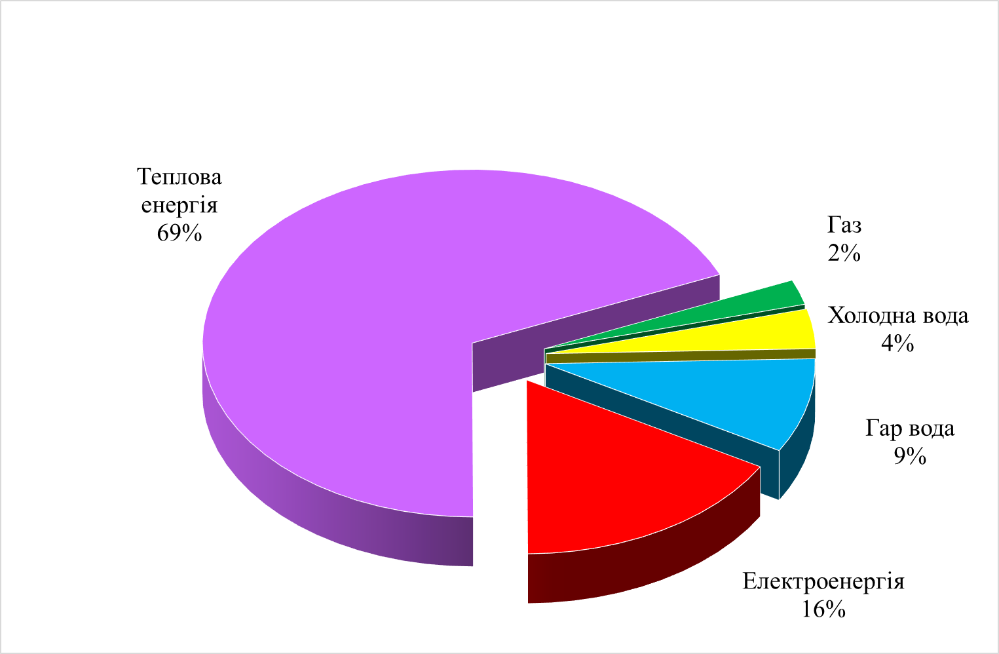 Теплова
енергія
69%
Газ
2%
Холодна вода
4%
Гар вода
9%
Електроенергія
16%